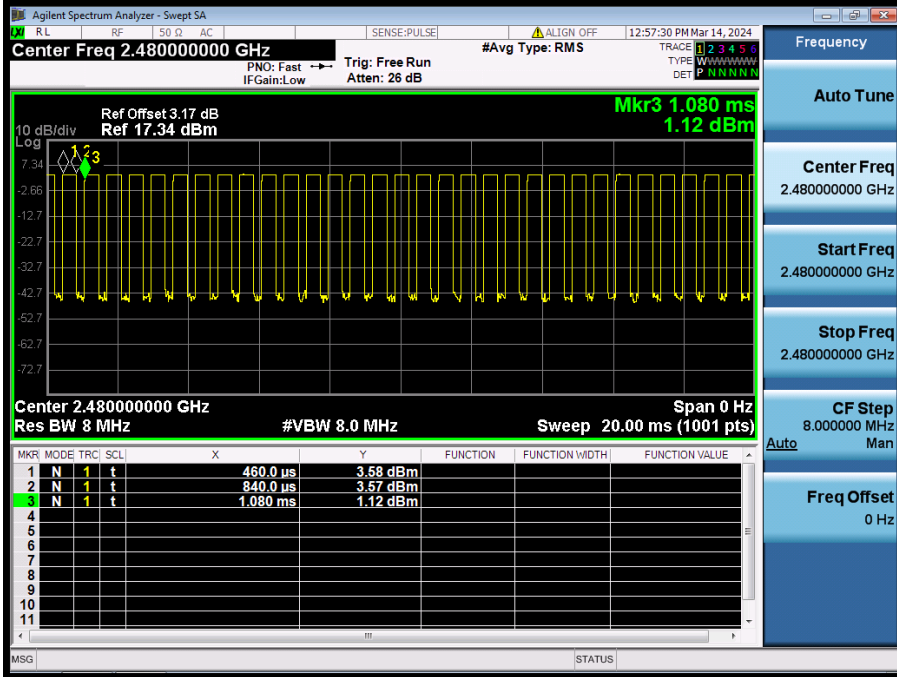 Agilent Spectrum Analyzer - Swept SA
LXI RL RF 50 Ω AC SENSE:PULSE ALIGN OFF 12:57:30 PM Mar 14, 2024
Center Freq 2.480000000 GHz
PNO: Fast
IFGain:Low
Trig: Free Run
Atten: 26 dB
#Avg Type: RMS
TRACE 1 2 3 4 5 6
TYPE WWWWWW
DET P N N N N N
Mkr3 1.080 ms
1.12 dBm
Ref Offset 3.17 dB
10 dB/div Ref 17.34 dBm
Log
1 2 3
7.34
-2.66
-12.7
-22.7
-32.7
-42.7
-52.7
-62.7
-72.7
Center 2.480000000 GHz Span 0 Hz
Res BW 8 MHz #VBW 8.0 MHz Sweep 20.00 ms (1001 pts)
MKR MODE TRC SCL X Y FUNCTION FUNCTION WIDTH FUNCTION VALUE
1 N 1 t 460.0 µs 3.58 dBm
2 N 1 t 840.0 µs 3.57 dBm
3 N 1 t 1.080 ms 1.12 dBm
4
5
6
7
8
9
10
11
MSG STATUS
Frequency
Auto Tune
Center Freq
2.480000000 GHz
Start Freq
2.480000000 GHz
Stop Freq
2.480000000 GHz
CF Step
8.000000 MHz
Auto Man
Freq Offset
0 Hz